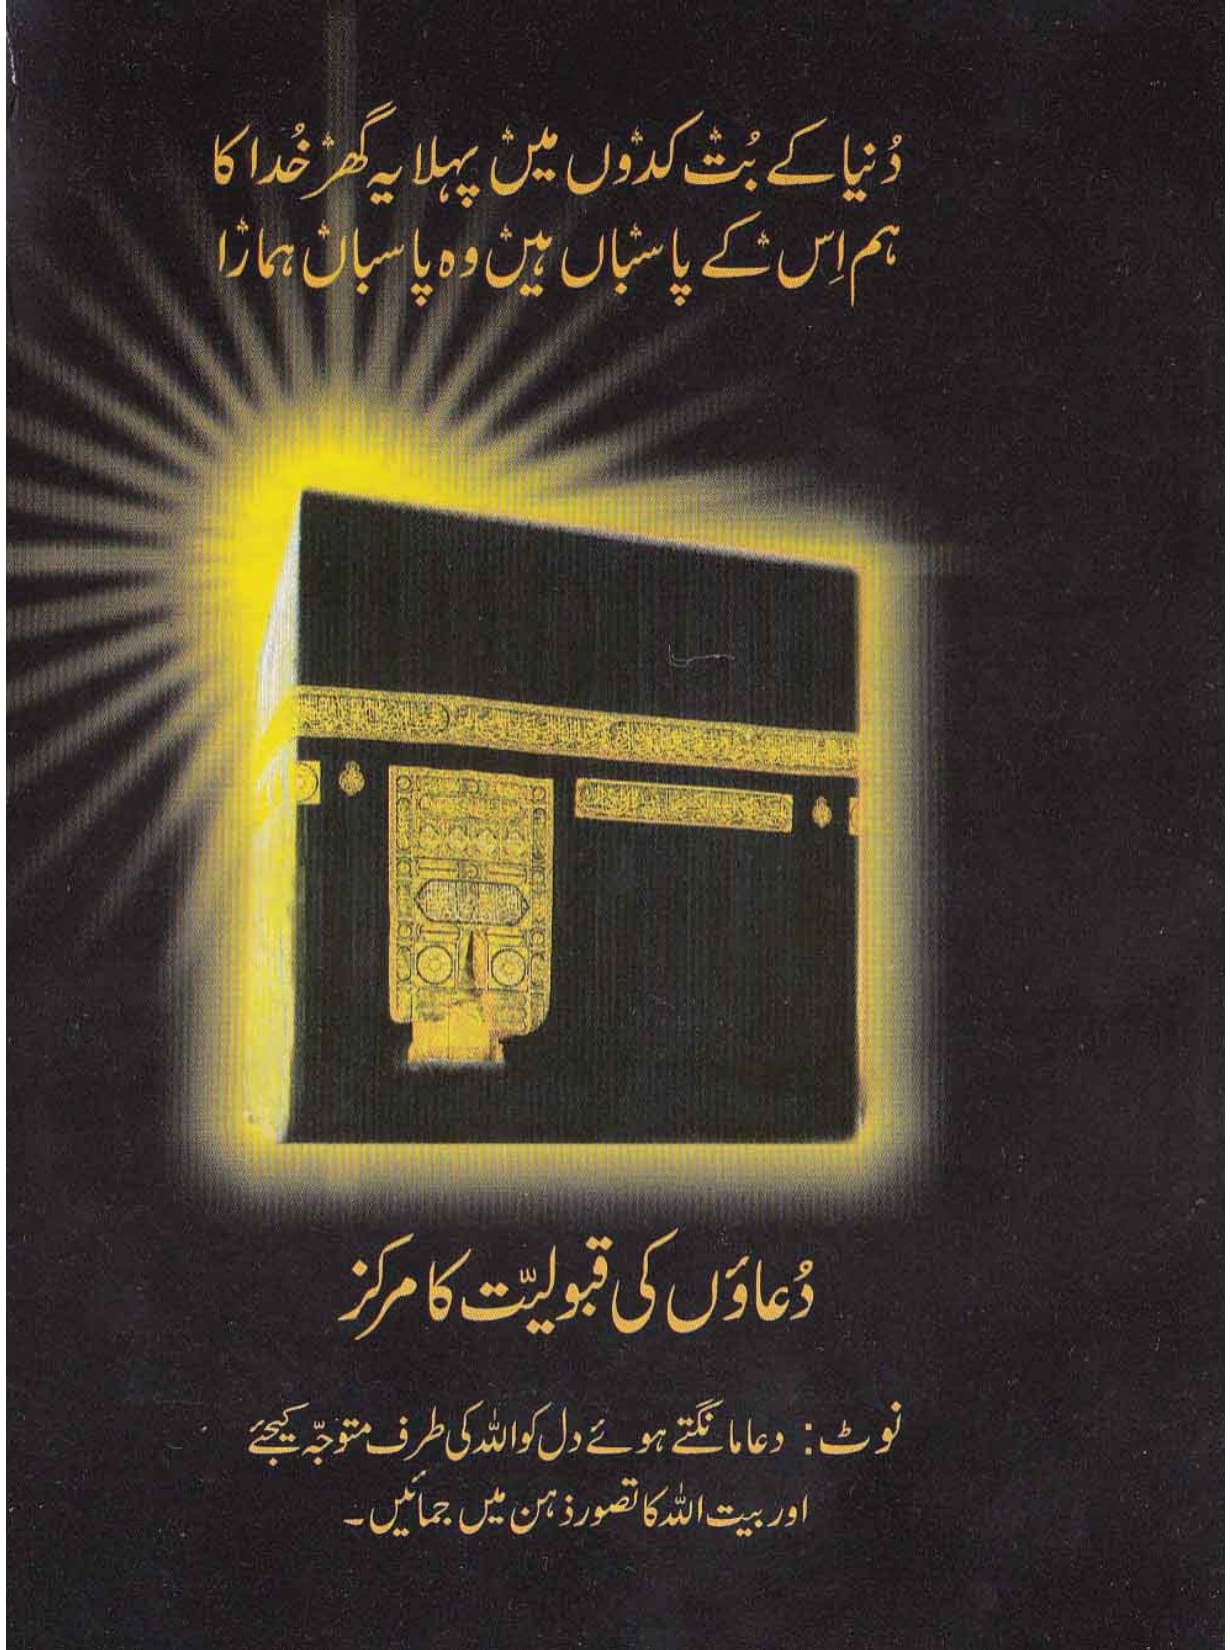 دُنیا کے بُت کدوں میں پہلا یہ گھر خُدا کا
ہم اِس کے پاسباں ہیں وہ پاسباں ہمارا
دُعاؤں کی قبولیّت کا مرکز
نوٹ: دعا مانگتے ہوئے دل کو اللہ کی طرف متوجّہ کیجئے
اور بیت اللہ کا تصور ذہن میں جمائیں۔